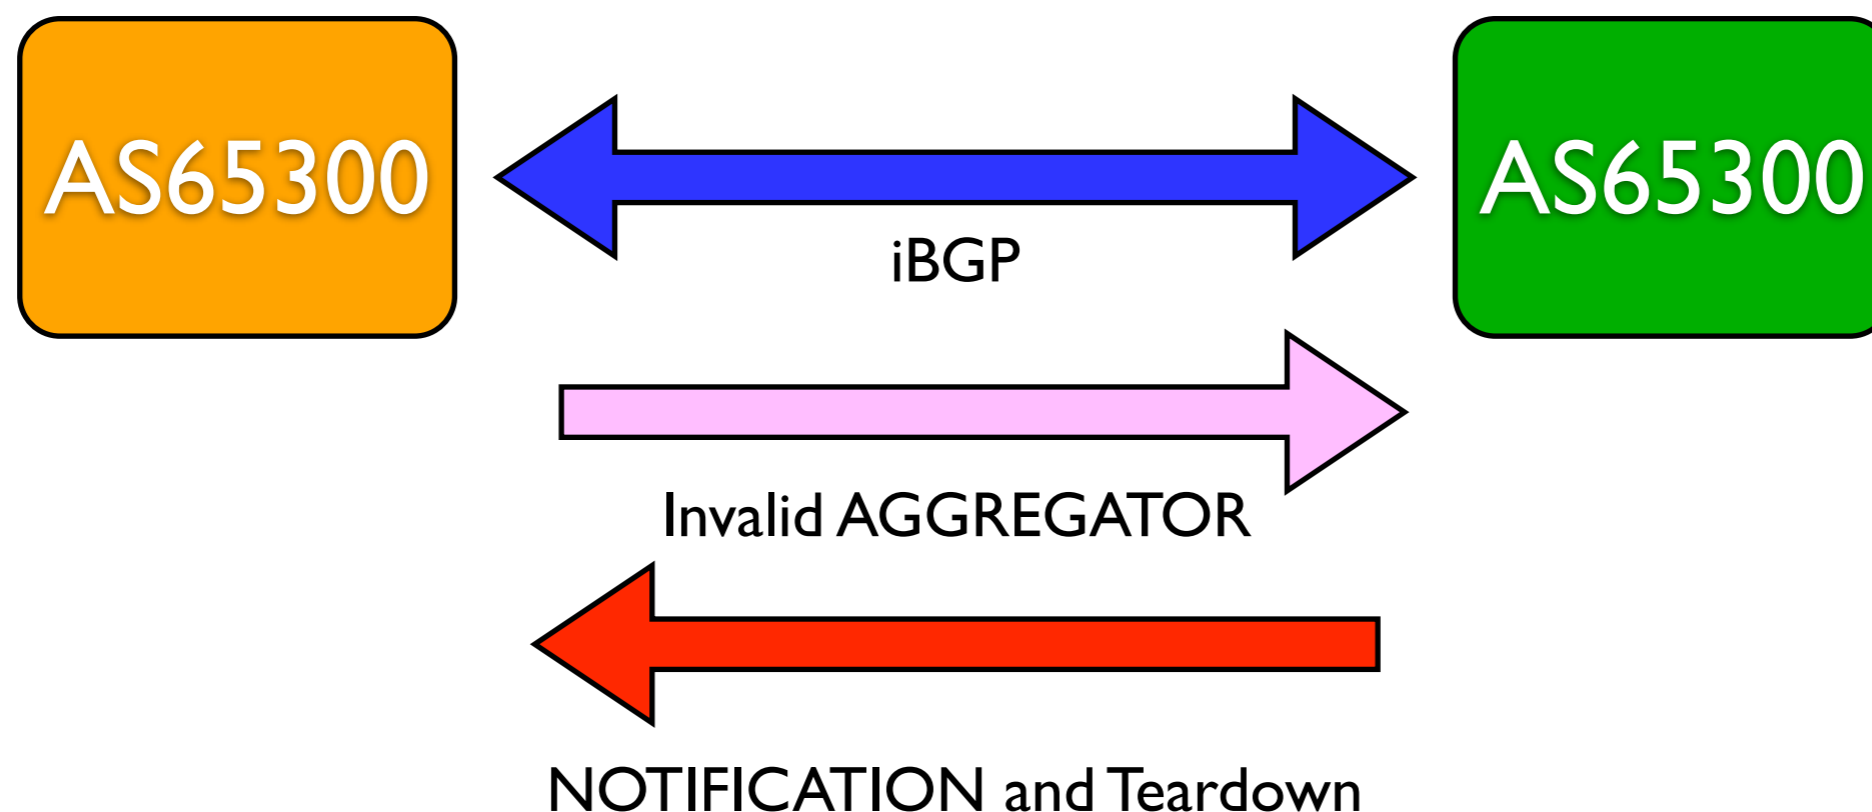 AS65300
AS65300
iBGP
Invalid AGGREGATOR
NOTIFICATION and Teardown